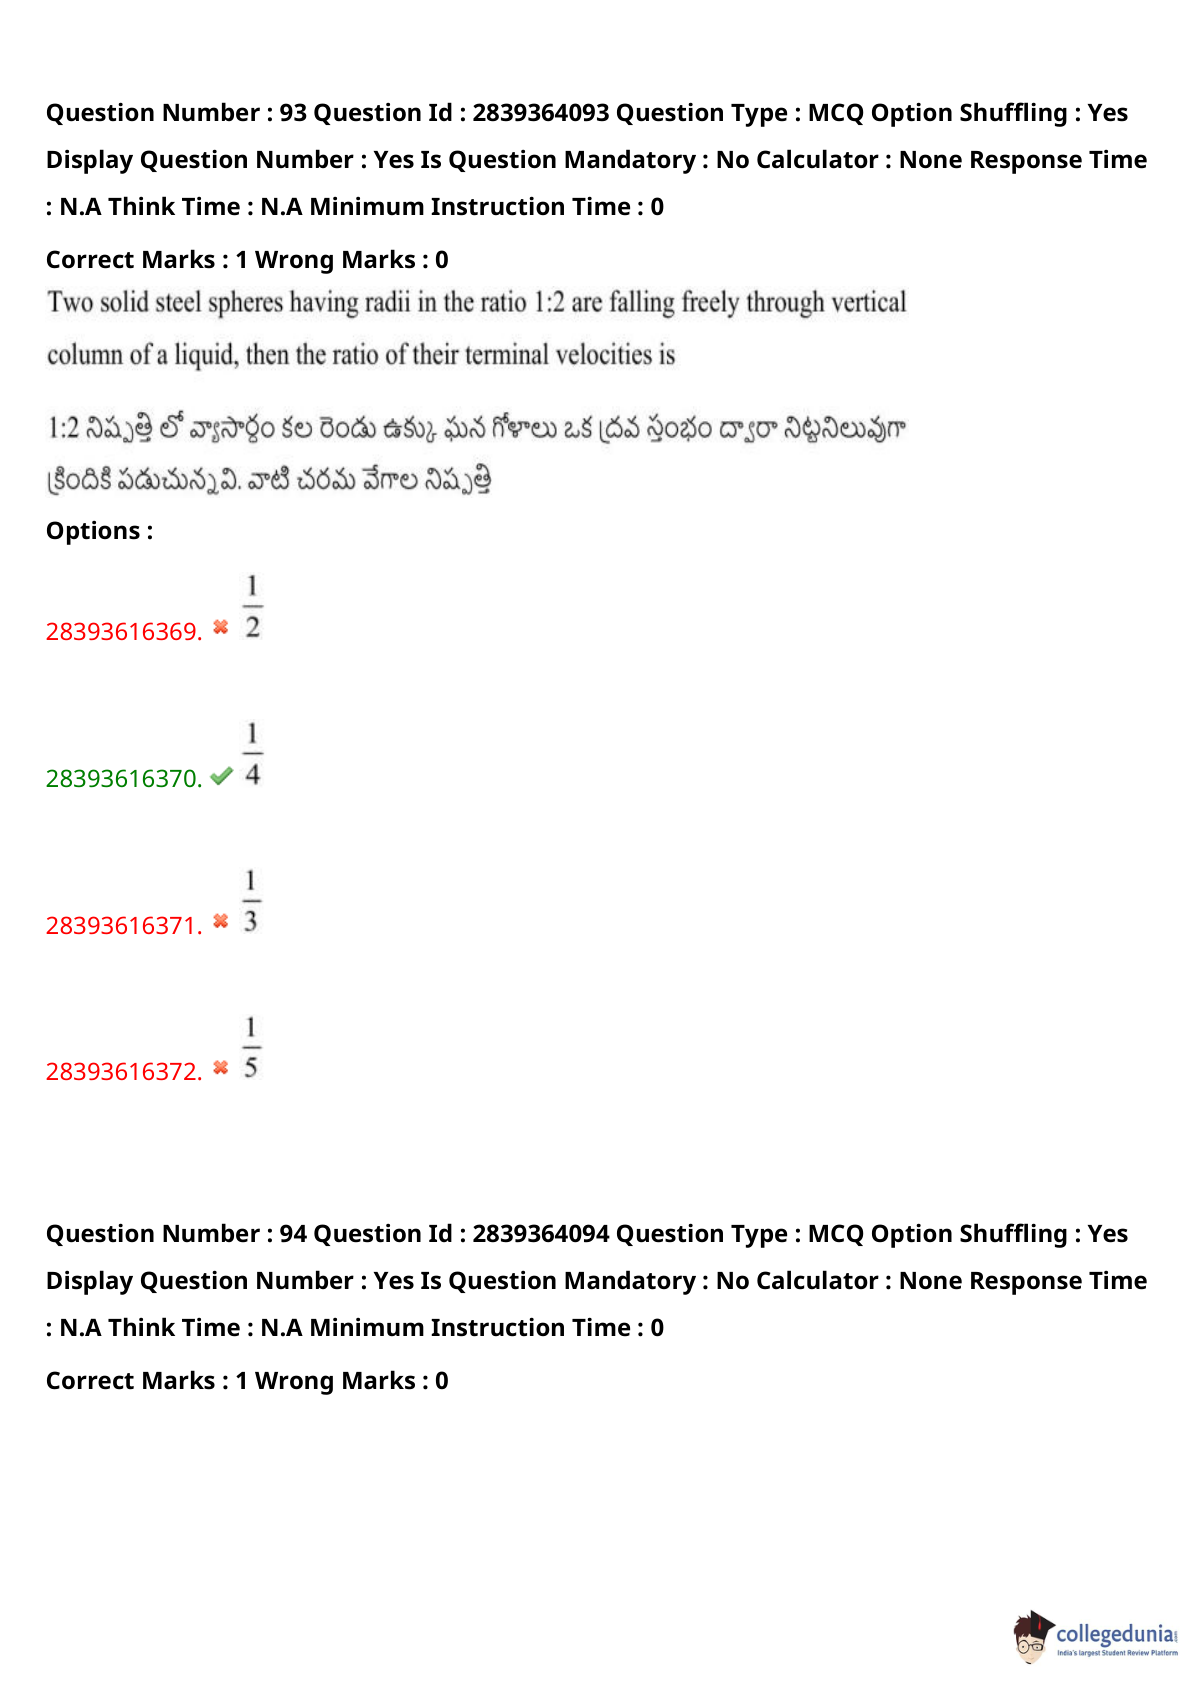 Question Number : 93 Question Id : 2839364093 Question Type : MCQ Option Shuffling : Yes
Display Question Number : Yes Is Question Mandatory : No Calculator : None Response Time
: N.A Think Time : N.A Minimum Instruction Time : 0
Correct Marks : 1 Wrong Marks : 0
Two solid steel spheres having radii in the ratio 1:2 are falling freely through vertical
column of a liquid, then the ratio of their terminal velocities is
1:2 నిష్పత్తి లో వ్యాసార్ధం కల రెండు ఉక్కు ఘన గోళాలు ఒక ద్రవ స్తంభం ద్వారా నిట్టనిలువుగా
క్రిందికి పడుచున్నవి. వాటి చరమ వేగాల నిష్పత్తి
Options :
28393616369. ✖ 1/2
28393616370. ✔ 1/4
28393616371. ✖ 1/3
28393616372. ✖ 1/5
Question Number : 94 Question Id : 2839364094 Question Type : MCQ Option Shuffling : Yes
Display Question Number : Yes Is Question Mandatory : No Calculator : None Response Time
: N.A Think Time : N.A Minimum Instruction Time : 0
Correct Marks : 1 Wrong Marks : 0
collegedunia
India's largest Student Review Platform